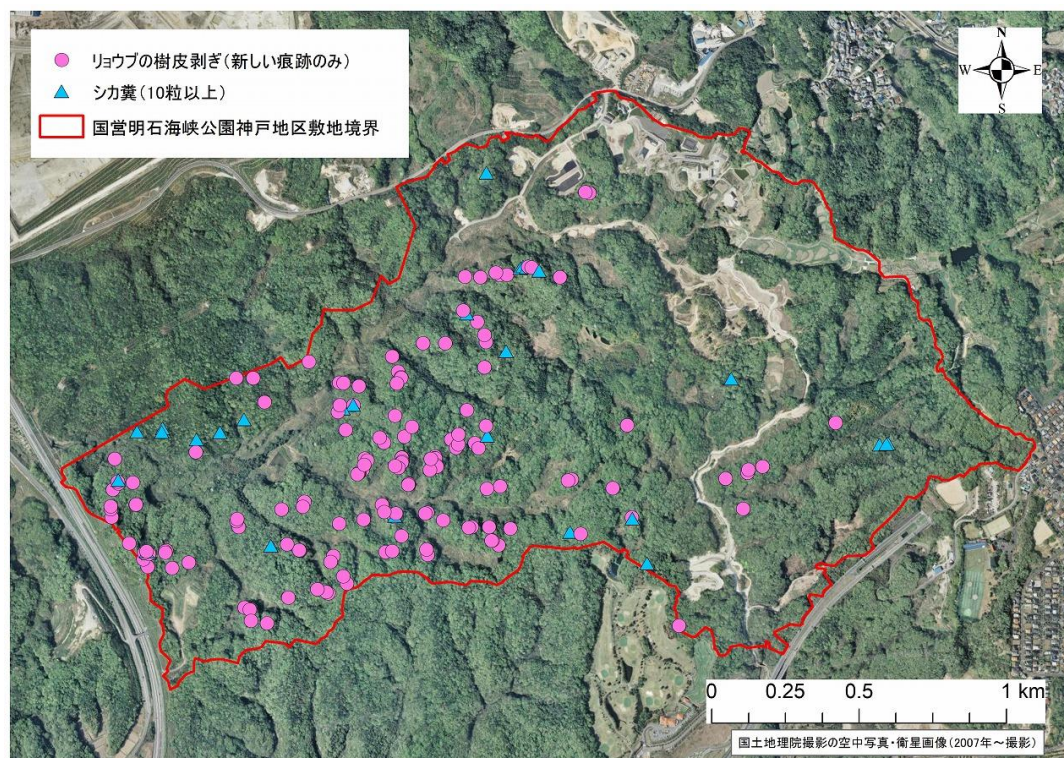 リョウブの樹皮剥ぎ(新しい痕跡のみ)
シカ糞(10粒以上)
国営明石海峡公園神戸地区敷地境界
N
W E
S
0 0.25 0.5 1 km
国土地理院撮影の空中写真・衛星画像(2007年~撮影)